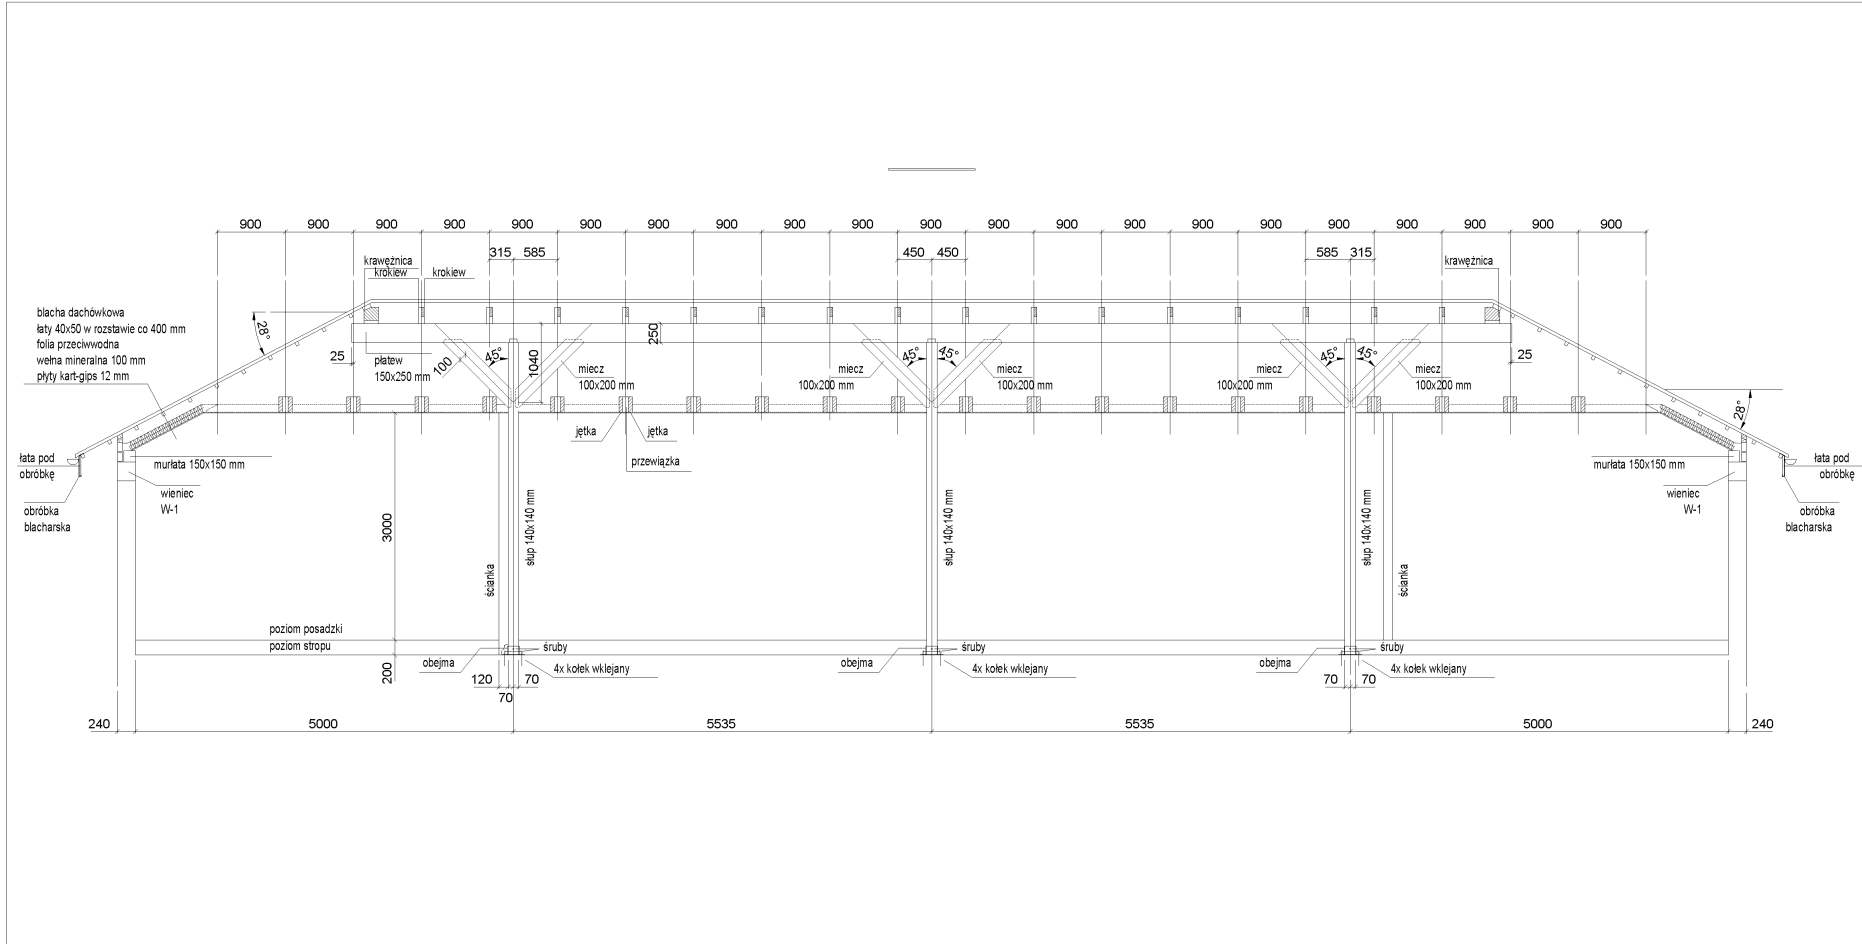 900 900 900 900 900 900 900 900 900 900 900 900 900 900 900 900 900 900 900 900 900
315 585 450 450 585 315
krawężnica
krokiew krokiew
krawężnica
blacha dachówkowa
łaty 40x50 w rozstawie co 400 mm
folia przeciwwodna
wełna mineralna 100 mm
płyty kart-gips 12 mm
28°
25
płatew
150x250 mm
100
45°
1040
250
miecz
100x200 mm
miecz
100x200 mm
45° 45°
miecz
100x200 mm
miecz
100x200 mm
45° 45°
miecz
100x200 mm
25
28°
jętka jętka
przewiązka
łata pod
obróbkę
murłata 150x150 mm
wieniec
W-1
obróbka
blacharska
murłata 150x150 mm
wieniec
W-1
łata pod
obróbkę
obróbka
blacharska
3000
ścianka
słup 140x140 mm
słup 140x140 mm
słup 140x140 mm
ścianka
poziom posadzki
poziom stropu
200
obejma
śruby
4x kołek wklejany
obejma
śruby
4x kołek wklejany
obejma
śruby
4x kołek wklejany
120 70 70 70
70
240 5000 5535 5535 5000 240